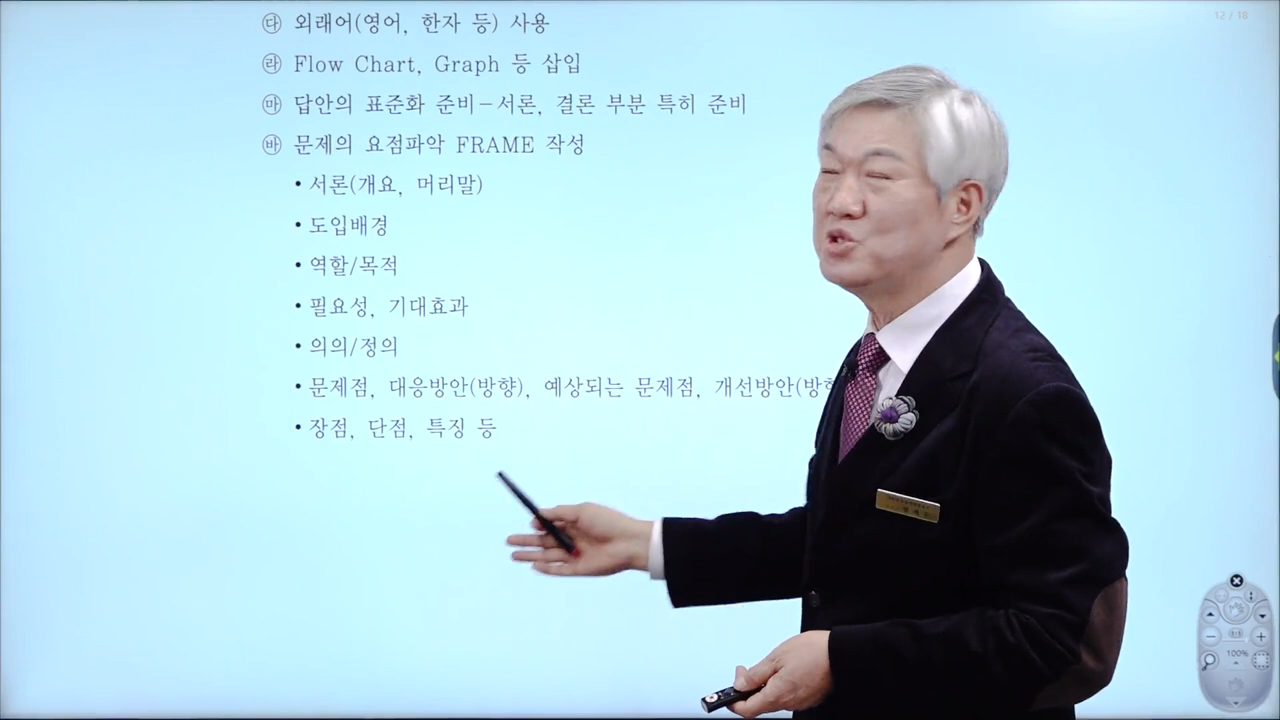 ㉰ 외래어(영어, 한자 등) 사용
12 / 18
㉱ Flow Chart, Graph 등 삽입
㉲ 답안의 표준화 준비－서론, 결론 부분 특히 준비
㉳ 문제의 요점파악 FRAME 작성
• 서론(개요, 머리말)
• 도입배경
• 역할/목적
• 필요성, 기대효과
• 의의/정의
• 문제점, 대응방안(방향), 예상되는 문제점, 개선방안(방향
• 장점, 단점, 특징 등
100%